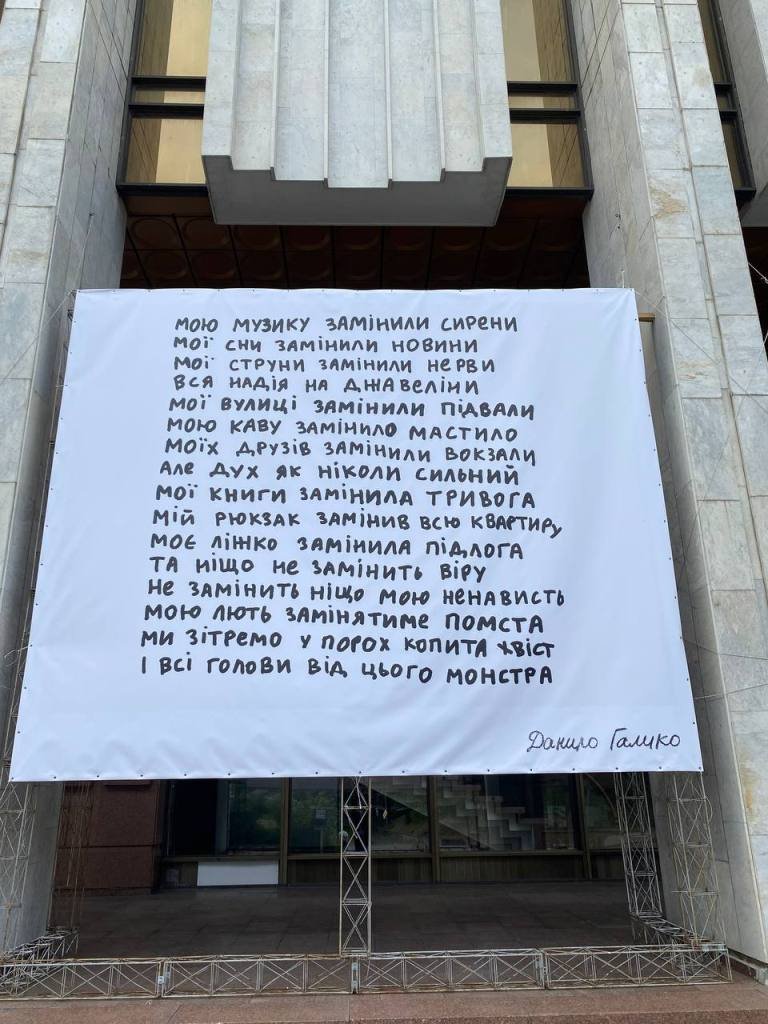 мою музику замінили сирени
мої сни замінили новини
мої струни замінили нерви
вся надія на джавеліни
мої вулиці замінили підвали
мою каву замінило мастило
моїх друзів замінили вокзали
але дух як ніколи сильний
мої книги замінила тривога
мій рюкзак замінив всю квартиру
моє ліжко замінила підлога
та ніщо не замінить віру
не замінить ніщо мою ненависть
мою лють замінятиме помста
ми зітремо у порох копита хвіст
і всі голови від цього монстра
Данило Галико